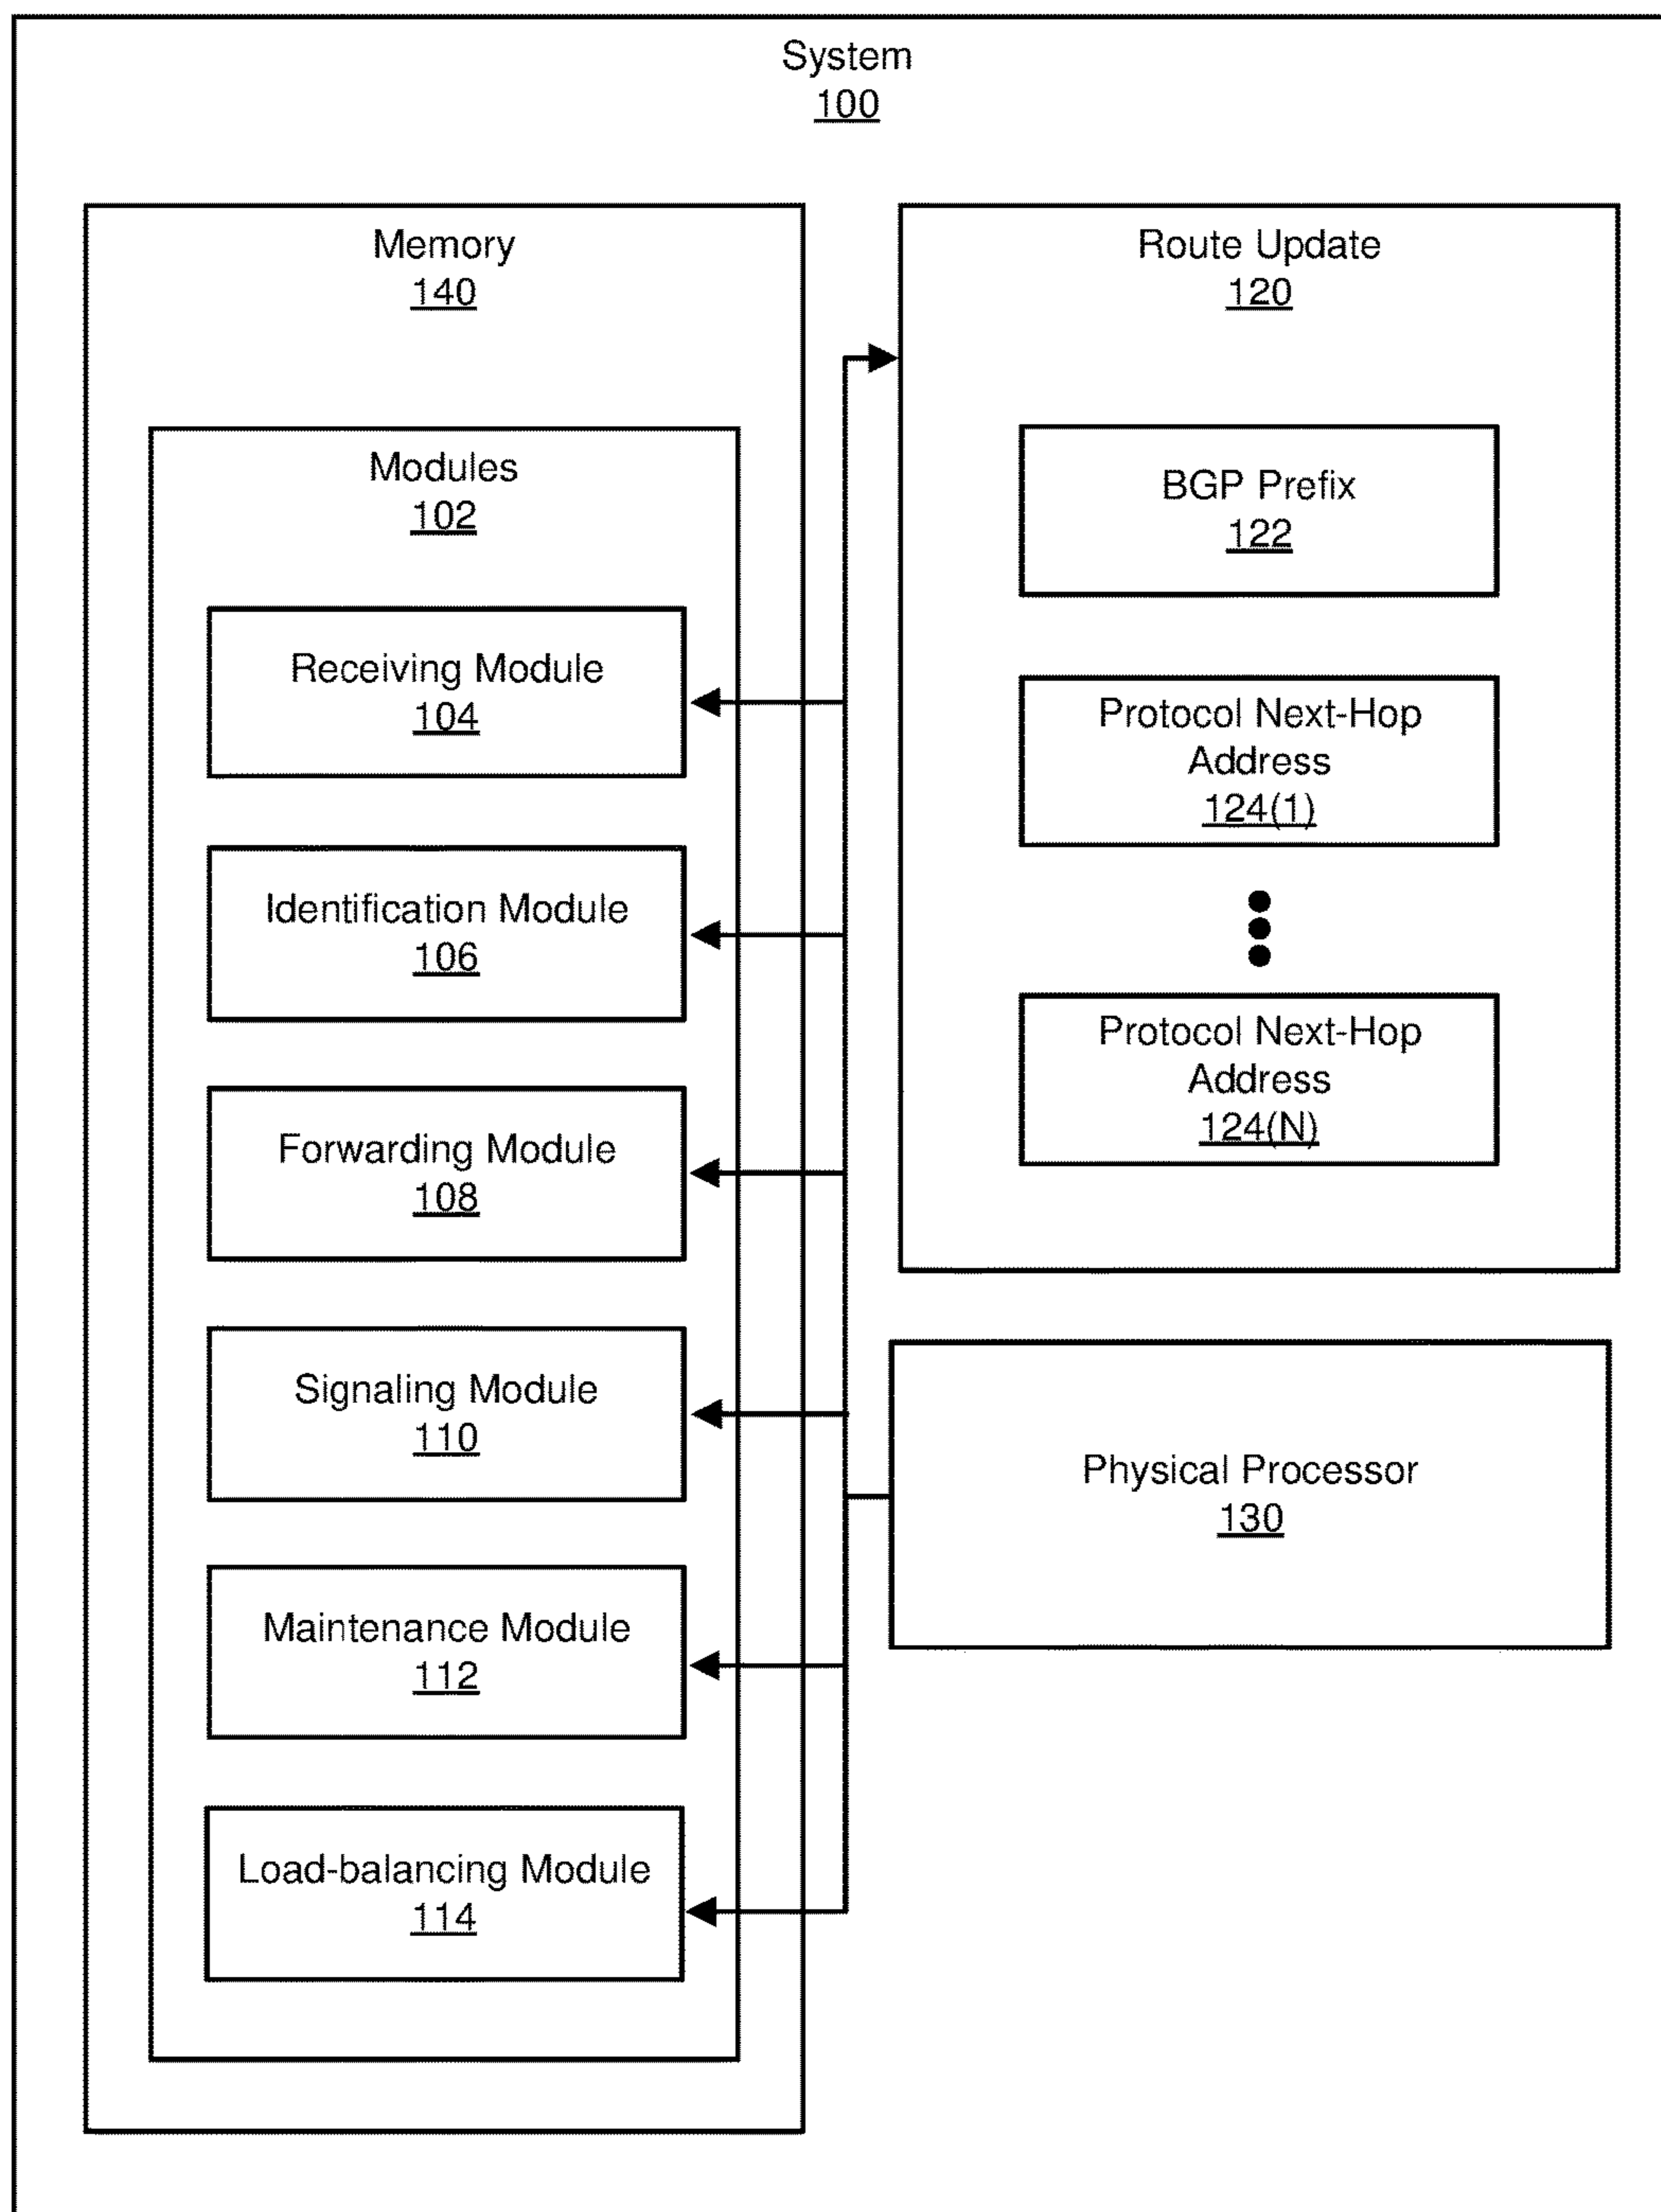 System
100
Memory
140
Modules
102
Receiving Module
104
Identification Module
106
Forwarding Module
108
Signaling Module
110
Maintenance Module
112
Load-balancing Module
114
Route Update
120
BGP Prefix
122
Protocol Next-Hop
Address
124(1)
Protocol Next-Hop
Address
124(N)
Physical Processor
130